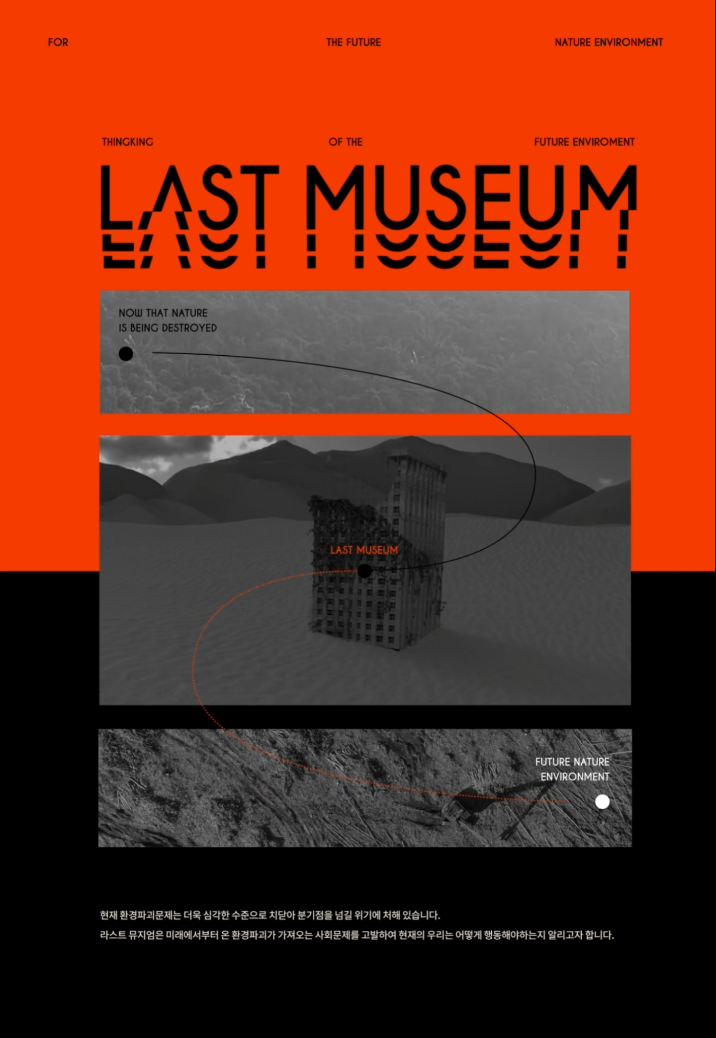 FOR THE FUTURE NATURE ENVIRONMENT
THINGKING OF THE FUTURE ENVIROMENT
LAST MUSEUM
NOW THAT NATURE
IS BEING DESTROYED
LAST MUSEUM
FUTURE NATURE
ENVIRONMENT
현재 환경파괴문제는 더욱 심각한 수준으로 치닫아 분기점을 넘길 위기에 처해 있습니다.
라스트 뮤지엄은 미래에서부터 온 환경파괴가 가져오는 사회문제를 고발하여 현재의 우리는 어떻게 행동해야하는지 알리고자 합니다.